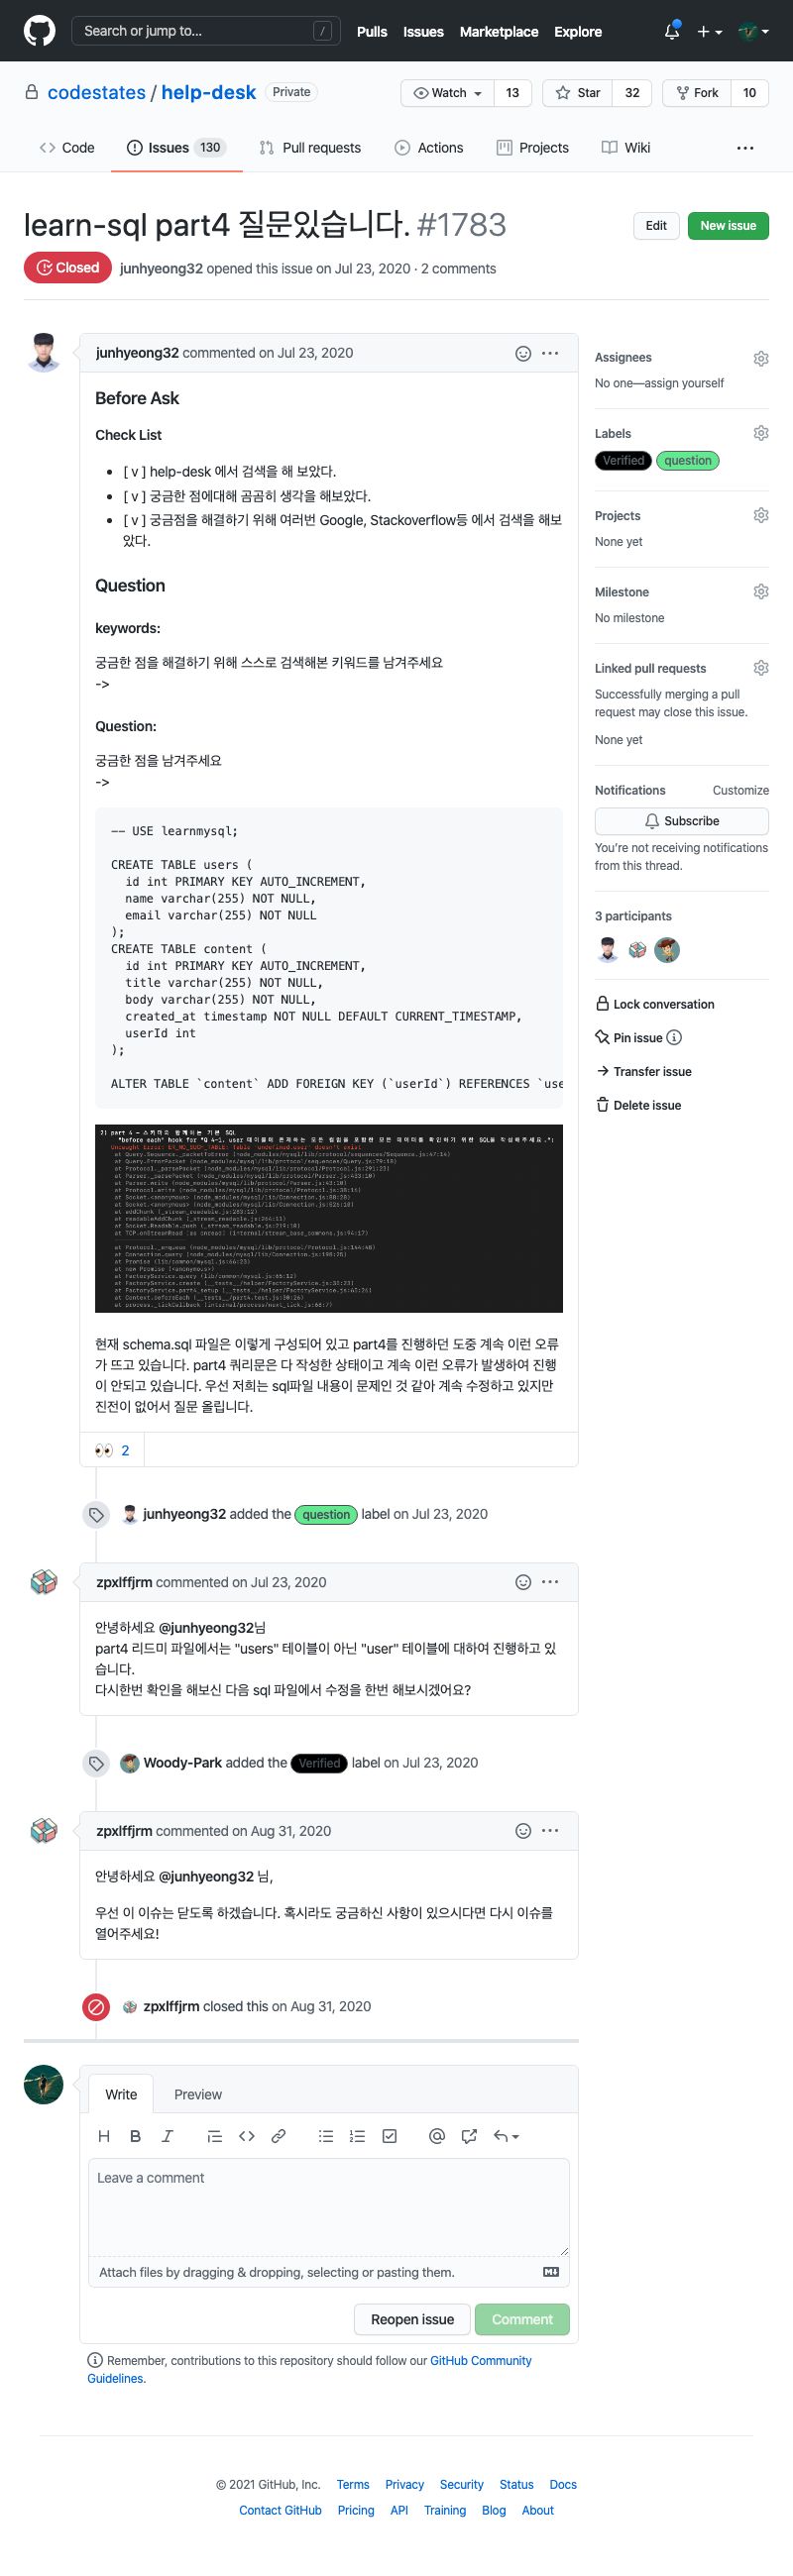 Search or jump to... /
Pulls Issues Marketplace Explore
codestates / help-desk Private
Watch 13 Star 32 Fork 10
Code Issues 130 Pull requests Actions Projects Wiki
learn-sql part4 질문있습니다. #1783
Edit New issue
Closed junhyeong32 opened this issue on Jul 23, 2020 · 2 comments
junhyeong32 commented on Jul 23, 2020
Before Ask
Check List
[ v ] help-desk 에서 검색을 해 보았다.
[ v ] 궁금한 점에대해 곰곰히 생각을 해보았다.
[ v ] 궁금점을 해결하기 위해 여러번 Google, Stackoverflow등 에서 검색을 해보
았다.
Question
keywords:
궁금한 점을 해결하기 위해 스스로 검색해본 키워드를 남겨주세요
->
Question:
궁금한 점을 남겨주세요
->
-- USE learnmysql;
CREATE TABLE users (
id int PRIMARY KEY AUTO_INCREMENT,
name varchar(255) NOT NULL,
email varchar(255) NOT NULL
);
CREATE TABLE content (
id int PRIMARY KEY AUTO_INCREMENT,
title varchar(255) NOT NULL,
body varchar(255) NOT NULL,
created_at timestamp NOT NULL DEFAULT CURRENT_TIMESTAMP,
userId int
);
ALTER TABLE `content` ADD FOREIGN KEY (`userId`) REFERENCES `use
현재 schema.sql 파일은 이렇게 구성되어 있고 part4를 진행하던 도중 계속 이런 오류
가 뜨고 있습니다. part4 쿼리문은 다 작성한 상태이고 계속 이런 오류가 발생하여 진행
이 안되고 있습니다. 우선 저희는 sql파일 내용이 문제인 것 같아 계속 수정하고 있지만
진전이 없어서 질문 올립니다.
👀 2
junhyeong32 added the question label on Jul 23, 2020
zpxlffjrm commented on Jul 23, 2020
안녕하세요 @junhyeong32님
part4 리드미 파일에서는 "users" 테이블이 아닌 "user" 테이블에 대하여 진행하고 있
습니다.
다시한번 확인을 해보신 다음 sql 파일에서 수정을 한번 해보시겠어요?
Woody-Park added the Verified label on Jul 23, 2020
zpxlffjrm commented on Aug 31, 2020
안녕하세요 @junhyeong32 님,
우선 이 이슈는 닫도록 하겠습니다. 혹시라도 궁금하신 사항이 있으시다면 다시 이슈를
열어주세요!
zpxlffjrm closed this on Aug 31, 2020
Write Preview
Leave a comment
Attach files by dragging & dropping, selecting or pasting them.
Reopen issue Comment
Remember, contributions to this repository should follow our GitHub Community
Guidelines.
Assignees
No one—assign yourself
Labels
Verified question
Projects
None yet
Milestone
No milestone
Linked pull requests
Successfully merging a pull
request may close this issue.
None yet
Notifications Customize
Subscribe
You're not receiving notifications
from this thread.
3 participants
Lock conversation
Pin issue
Transfer issue
Delete issue
© 2021 GitHub, Inc. Terms Privacy Security Status Docs
Contact GitHub Pricing API Training Blog About